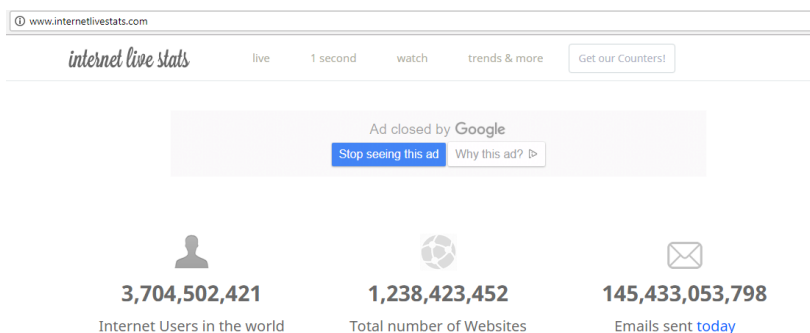 www.internetlivestats.com
internet live stats live 1 second watch trends & more Get our Counters!
Ad closed by Google
Stop seeing this ad Why this ad?
3,704,502,421 1,238,423,452 145,433,053,798
Internet Users in the world Total number of Websites Emails sent today